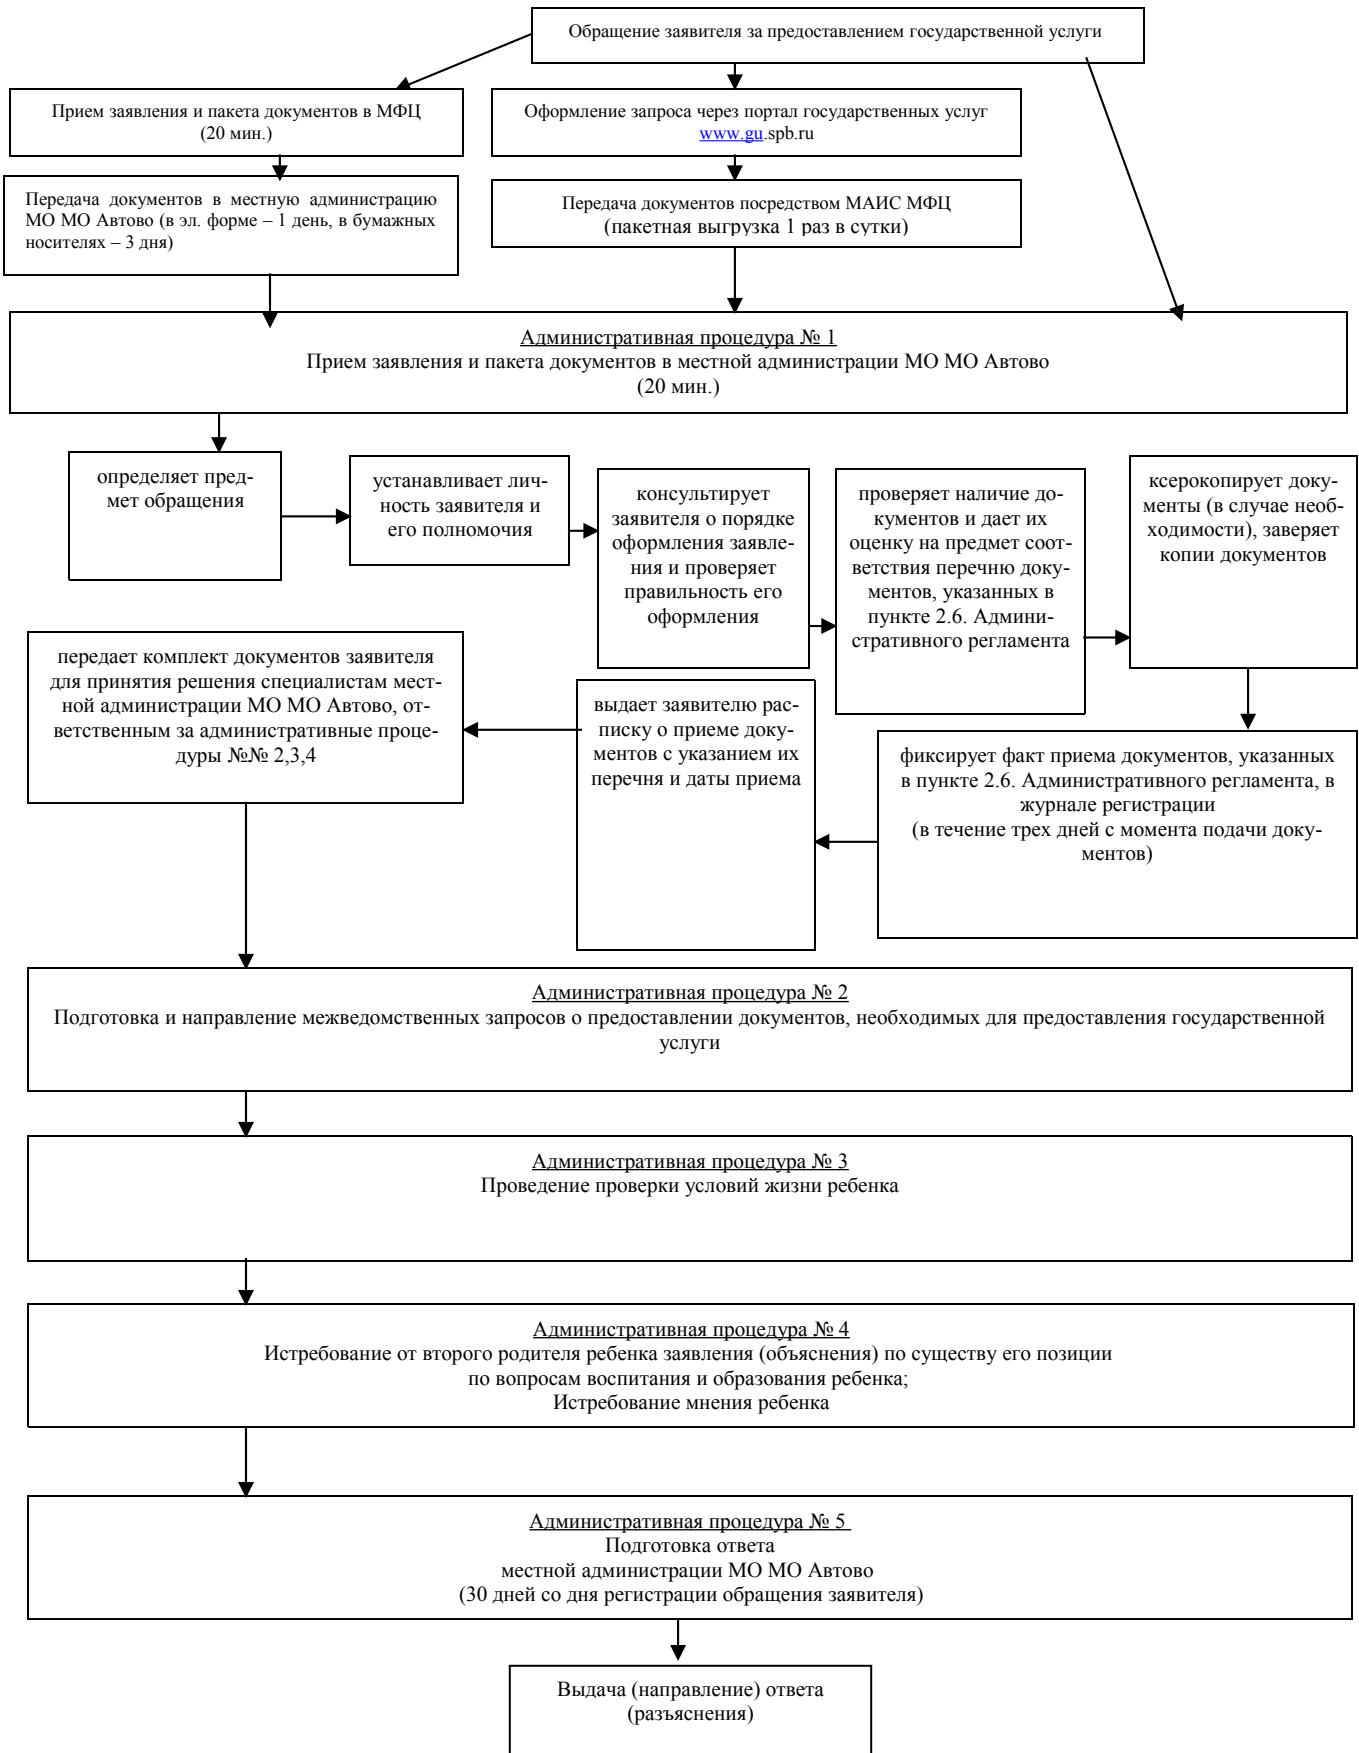 Обращение заявителя за предоставлением государственной услуги
Прием заявления и пакета документов в МФЦ
(20 мин.)
Оформление запроса через портал государственных услуг
www.gu.spb.ru
Передача документов в местную администрацию
МО МО Автово (в эл. форме – 1 день, в бумажных
носителях – 3 дня)
Передача документов посредством МАИС МФЦ
(пакетная выгрузка 1 раз в сутки)
Административная процедура № 1
Прием заявления и пакета документов в местной администрации МО МО Автово
(20 мин.)
определяет пред-
мет обращения
устанавливает лич-
ность заявителя и
его полномочия
консультирует
заявителя о порядке
оформления заявле-
ния и проверяет
правильность его
оформления
проверяет наличие до-
кументов и дает их
оценку на предмет соот-
ветствия перечню доку-
ментов, указанных в
пункте 2.6. Админи-
стративного регламента
ксерокопирует доку-
менты (в случае необ-
ходимости), заверяет
копии документов
фиксирует факт приема документов, указанных
в пункте 2.6. Административного регламента, в
журнале регистрации
(в течение трех дней с момента подачи доку-
ментов)
выдает заявителю рас-
писку о приеме доку-
ментов с указанием их
перечня и даты приема
передает комплект документов заявителя
для принятия решения специалистам мест-
ной администрации МО МО Автово, от-
ветственным за административные проце-
дуры №№ 2,3,4
Административная процедура № 2
Подготовка и направление межведомственных запросов о предоставлении документов, необходимых для предоставления государственной
услуги
Административная процедура № 3
Проведение проверки условий жизни ребенка
Административная процедура № 4
Истребование от второго родителя ребенка заявления (объяснения) по существу его позиции
по вопросам воспитания и образования ребенка;
Истребование мнения ребенка
Административная процедура № 5
Подготовка ответа
местной администрации МО МО Автово
(30 дней со дня регистрации обращения заявителя)
Выдача (направление) ответа
(разъяснения)